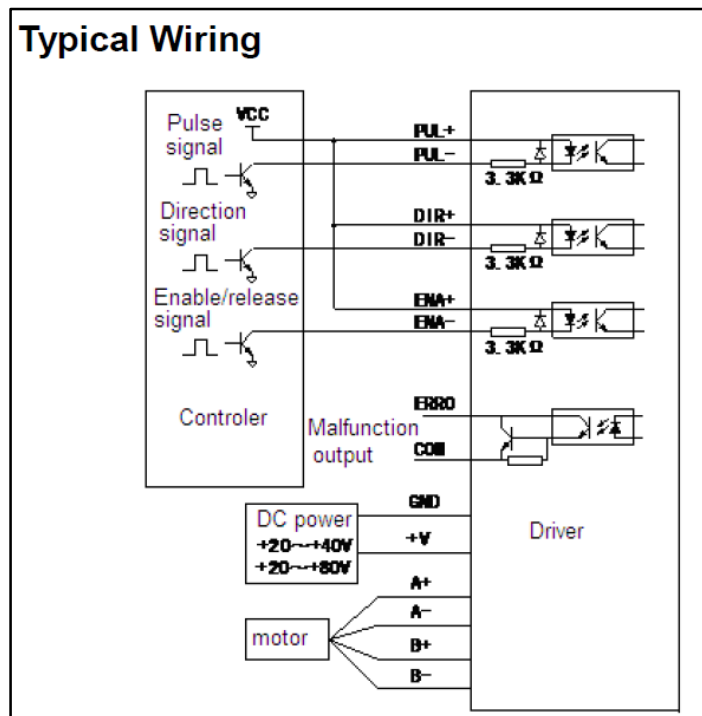 Typical Wiring
VCC
Pulse
signal
Direction
signal
Enable/release
signal
Controler
PUL+
PUL-
3.3KΩ
DIR+
DIR-
3.3KΩ
ENA+
ENA-
3.3KΩ
ERRO
Malfunction
output
COM
Driver
GND
DC power
+20~+40V
+20~+80V
+V
A+
A-
motor
B+
B-